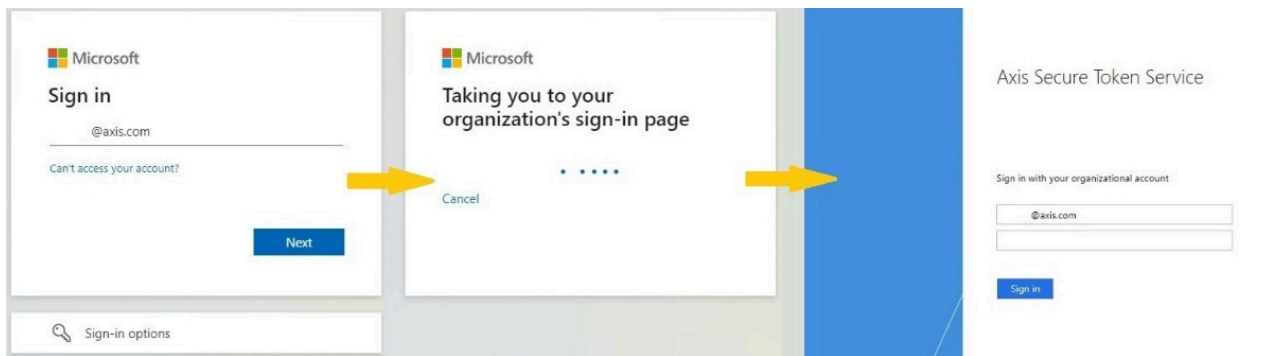 Microsoft
Sign in
@axis.com
Can't access your account?
Next
Sign-in options
Microsoft
Taking you to your
organization's sign-in page
Cancel
Axis Secure Token Service
Sign in with your organizational account
@axis.com
Sign in